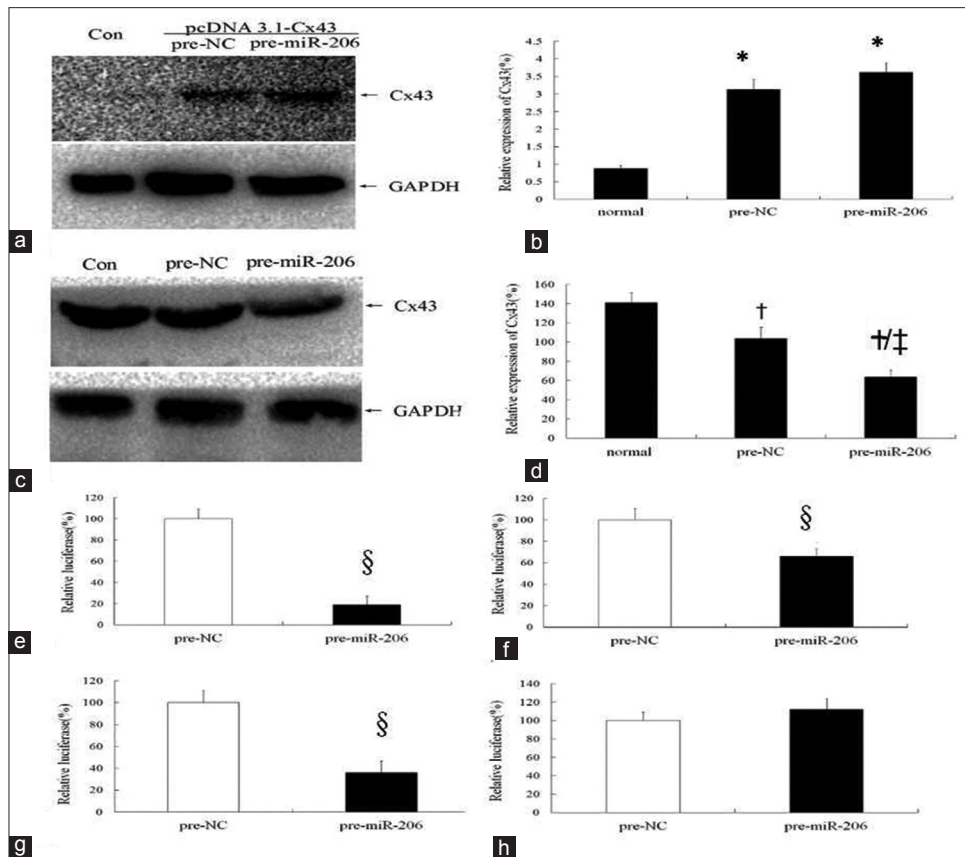 pcDNA 3.1-Cx43
Con pre-NC pre-miR-206
Cx43
GAPDH
a
Relative expression of Cx43(%)
4.5
4
3.5
3
2.5
2
1.5
1
0.5
0
*
*
normal pre-NC pre-miR-206
b
Con pre-NC pre-miR-206
Cx43
GAPDH
c
Relative expression of Cx43(%)
160
140
120
100
80
60
40
20
0
†
†/‡
normal pre-NC pre-miR-206
d
Relative luciferase(%)
120
100
80
60
40
20
0
§
pre-NC pre-miR-206
e
Relative luciferase(%)
120
100
80
60
40
20
0
§
pre-NC pre-miR-206
f
Relative luciferase(%)
120
100
80
60
40
20
0
§
pre-NC pre-miR-206
g
Relative luciferase(%)
140
120
100
80
60
40
20
0
pre-NC pre-miR-206
h